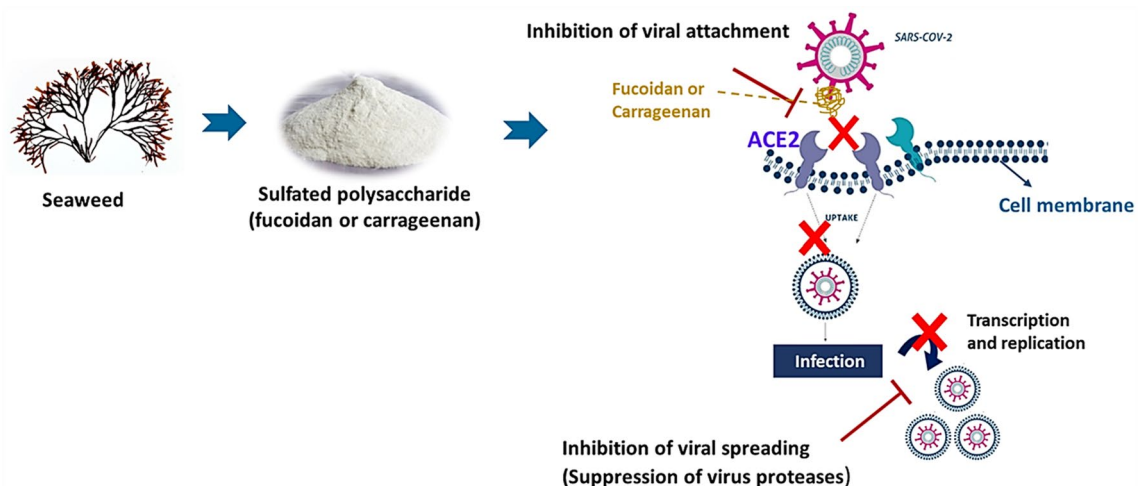 Inhibition of viral attachment
SARS-COV-2
Fucoidan or
Carrageenan
ACE2
Seaweed
Sulfated polysaccharide
(fucoidan or carrageenan)
Cell membrane
UPTAKE
Transcription
and replication
Infection
Inhibition of viral spreading
(Suppression of virus proteases)